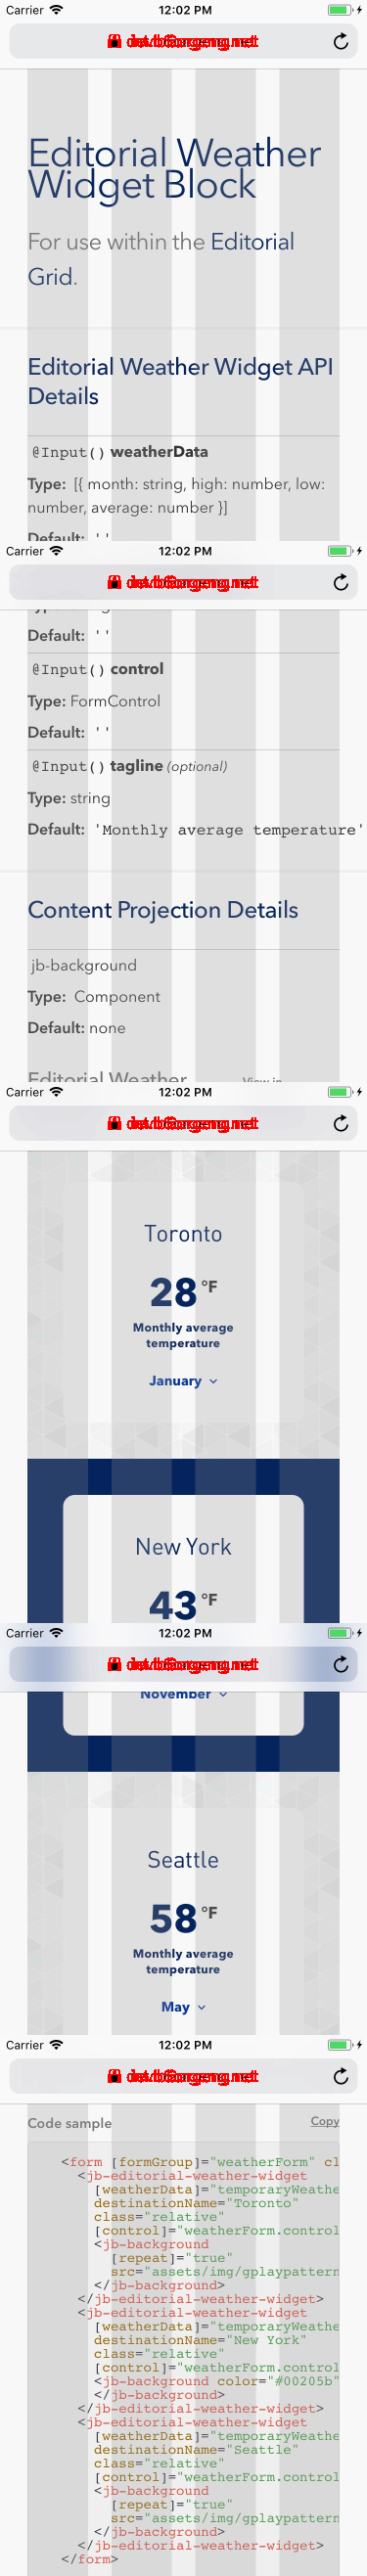 Carrier 12:02 PM
Editorial Weather
Widget Block
For use within the Editorial
Grid.
Editorial Weather Widget API
Details
@Input() weatherData
Type: [{ month: string, high: number, low:
number, average: number }]
Default: ''
Carrier 12:02 PM
Default: ''
@Input() control
Type: FormControl
Default: ''
@Input() tagline (optional)
Type: string
Default: 'Monthly average temperature'
Content Projection Details
jb-background
Type: Component
Default: none
Editorial Weather View in
Carrier 12:02 PM
Toronto
28 °F
Monthly average
temperature
January
New York
43 °F
Carrier 12:02 PM
November
Seattle
58 °F
Monthly average
temperature
May
Carrier 12:02 PM
Code sample Copy
<form [formGroup]="weatherForm" cl
<jb-editorial-weather-widget
[weatherData]="temporaryWeathe
destinationName="Toronto"
class="relative"
[control]="weatherForm.control
<jb-background
[repeat]="true"
src="assets/img/gplaypattern
</jb-background>
</jb-editorial-weather-widget>
<jb-editorial-weather-widget
[weatherData]="temporaryWeathe
destinationName="New York"
class="relative"
[control]="weatherForm.control
<jb-background color="#00205b"
</jb-background>
</jb-editorial-weather-widget>
<jb-editorial-weather-widget
[weatherData]="temporaryWeathe
destinationName="Seattle"
class="relative"
[control]="weatherForm.control
<jb-background
[repeat]="true"
src="assets/img/gplaypattern
</jb-background>
</jb-editorial-weather-widget>
</form>